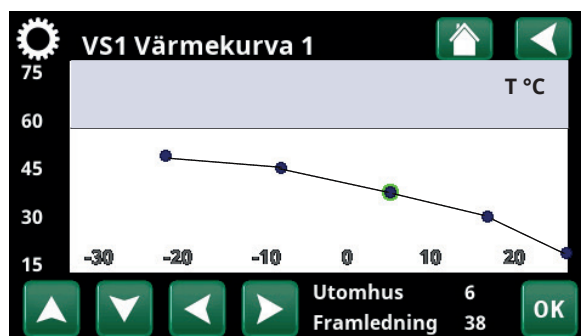 VS1 Värmekurva 1
75
T °C
60
45
30
15
-30 -20 -10 0 10 20
Utomhus 6
Framledning 38
OK